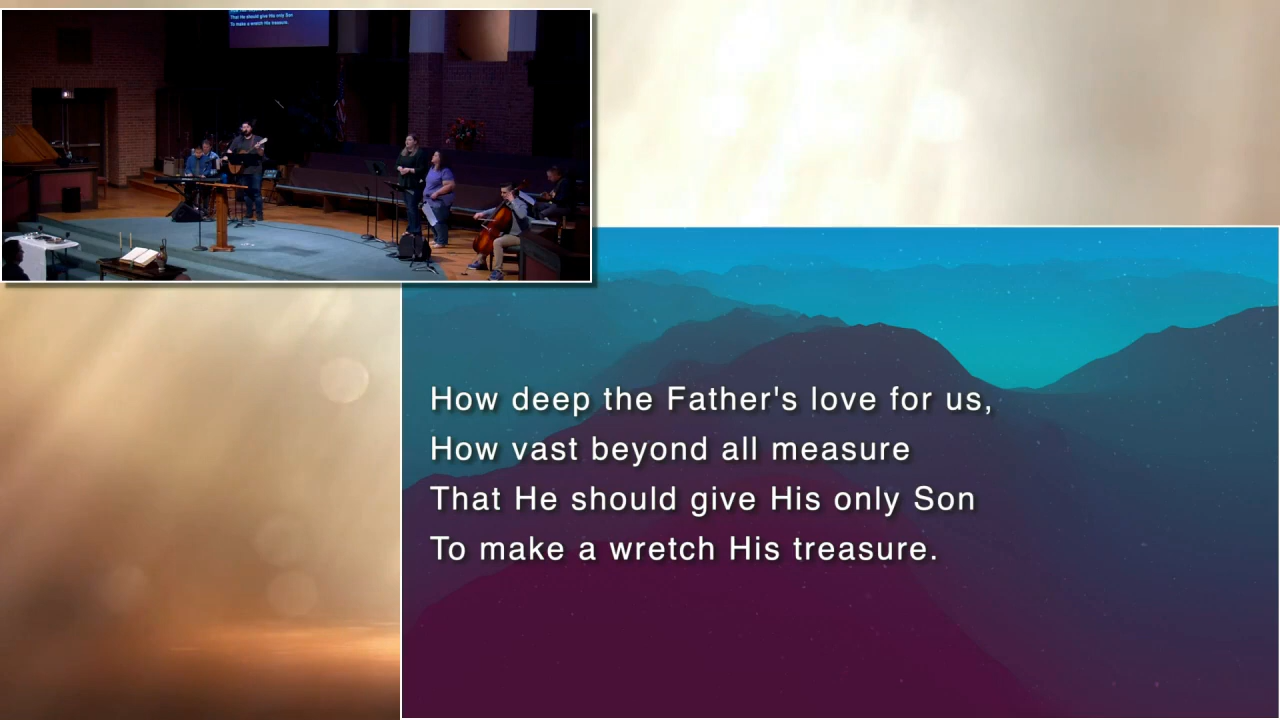 That He should give His only Son
To make a wretch His treasure.
How deep the Father's love for us,
How vast beyond all measure
That He should give His only Son
To make a wretch His treasure.